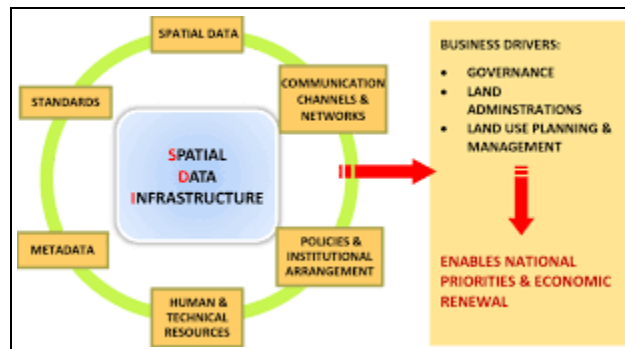 SPATIAL DATA
STANDARDS
COMMUNICATION
CHANNELS &
NETWORKS
SPATIAL
DATA
INFRASTRUCTURE
METADATA
POLICIES &
INSTITUTIONAL
ARRANGEMENT
HUMAN &
TECHNICAL
RESOURCES
BUSINESS DRIVERS:
• GOVERNANCE
• LAND
ADMINSTRATIONS
• LAND USE PLANNING &
MANAGEMENT
ENABLES NATIONAL
PRIORITIES & ECONOMIC
RENEWAL